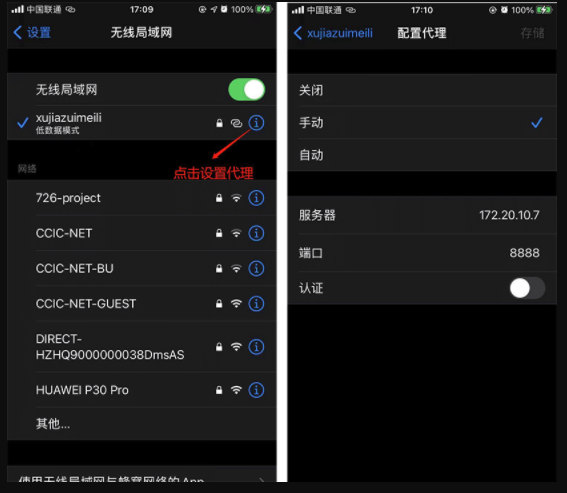 中国联通
17:09
100%
设置
无线局域网
无线局域网
xujiazuimeili
低数据模式
点击设置代理
网络
726-project
CCIC-NET
CCIC-NET-BU
CCIC-NET-GUEST
DIRECT-
HZHQ9000000038DmsAS
HUAWEI P30 Pro
其他...
使用无线局域网与蜂窝网络的 App
中国联通
17:10
100%
xujiazuimeili
配置代理
存储
关闭
手动
自动
服务器
172.20.10.7
端口
8888
认证